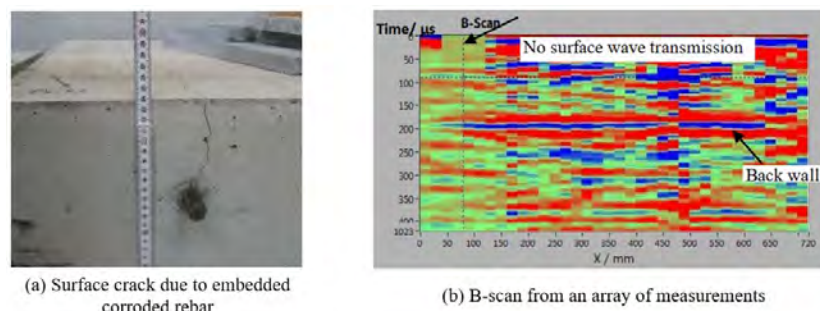 B-Scan
Time/ µs
No surface wave transmission
0
50
100
150
200
250
300
350
400
1023
Back wall
0 50 100 150 200 250 300 350 400 450 500 550 600 650 720
X / mm
(a) Surface crack due to embedded
corroded rebar
(b) B-scan from an array of measurements